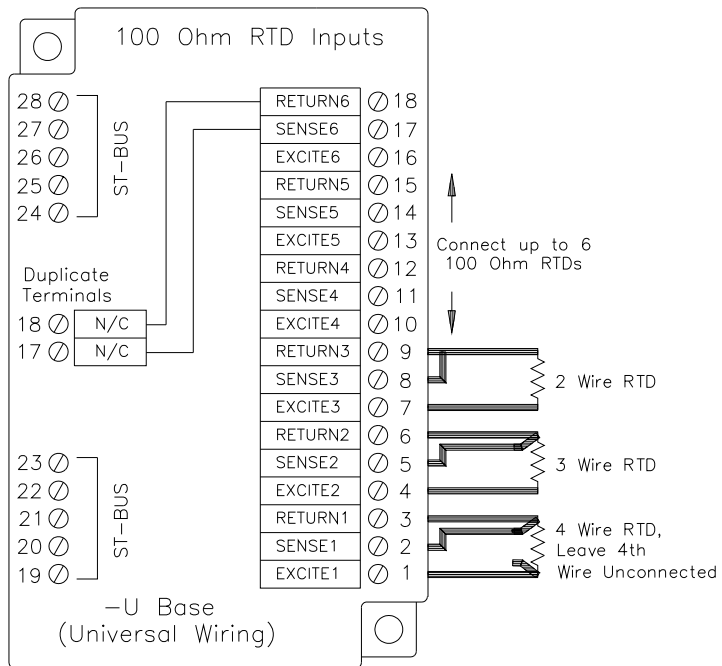 100 Ohm RTD Inputs
28
27
26
25
24
ST-BUS
Duplicate
Terminals
18 N/C
17 N/C
23
22
21
20
19
ST-BUS
RETURN6 18
SENSE6 17
EXCITE6 16
RETURN5 15
SENSE5 14
EXCITE5 13
RETURN4 12
SENSE4 11
EXCITE4 10
RETURN3 9
SENSE3 8
EXCITE3 7
RETURN2 6
SENSE2 5
EXCITE2 4
RETURN1 3
SENSE1 2
EXCITE1 1
Connect up to 6
100 Ohm RTDs
2 Wire RTD
3 Wire RTD
4 Wire RTD,
Leave 4th
Wire Unconnected
-U Base
(Universal Wiring)